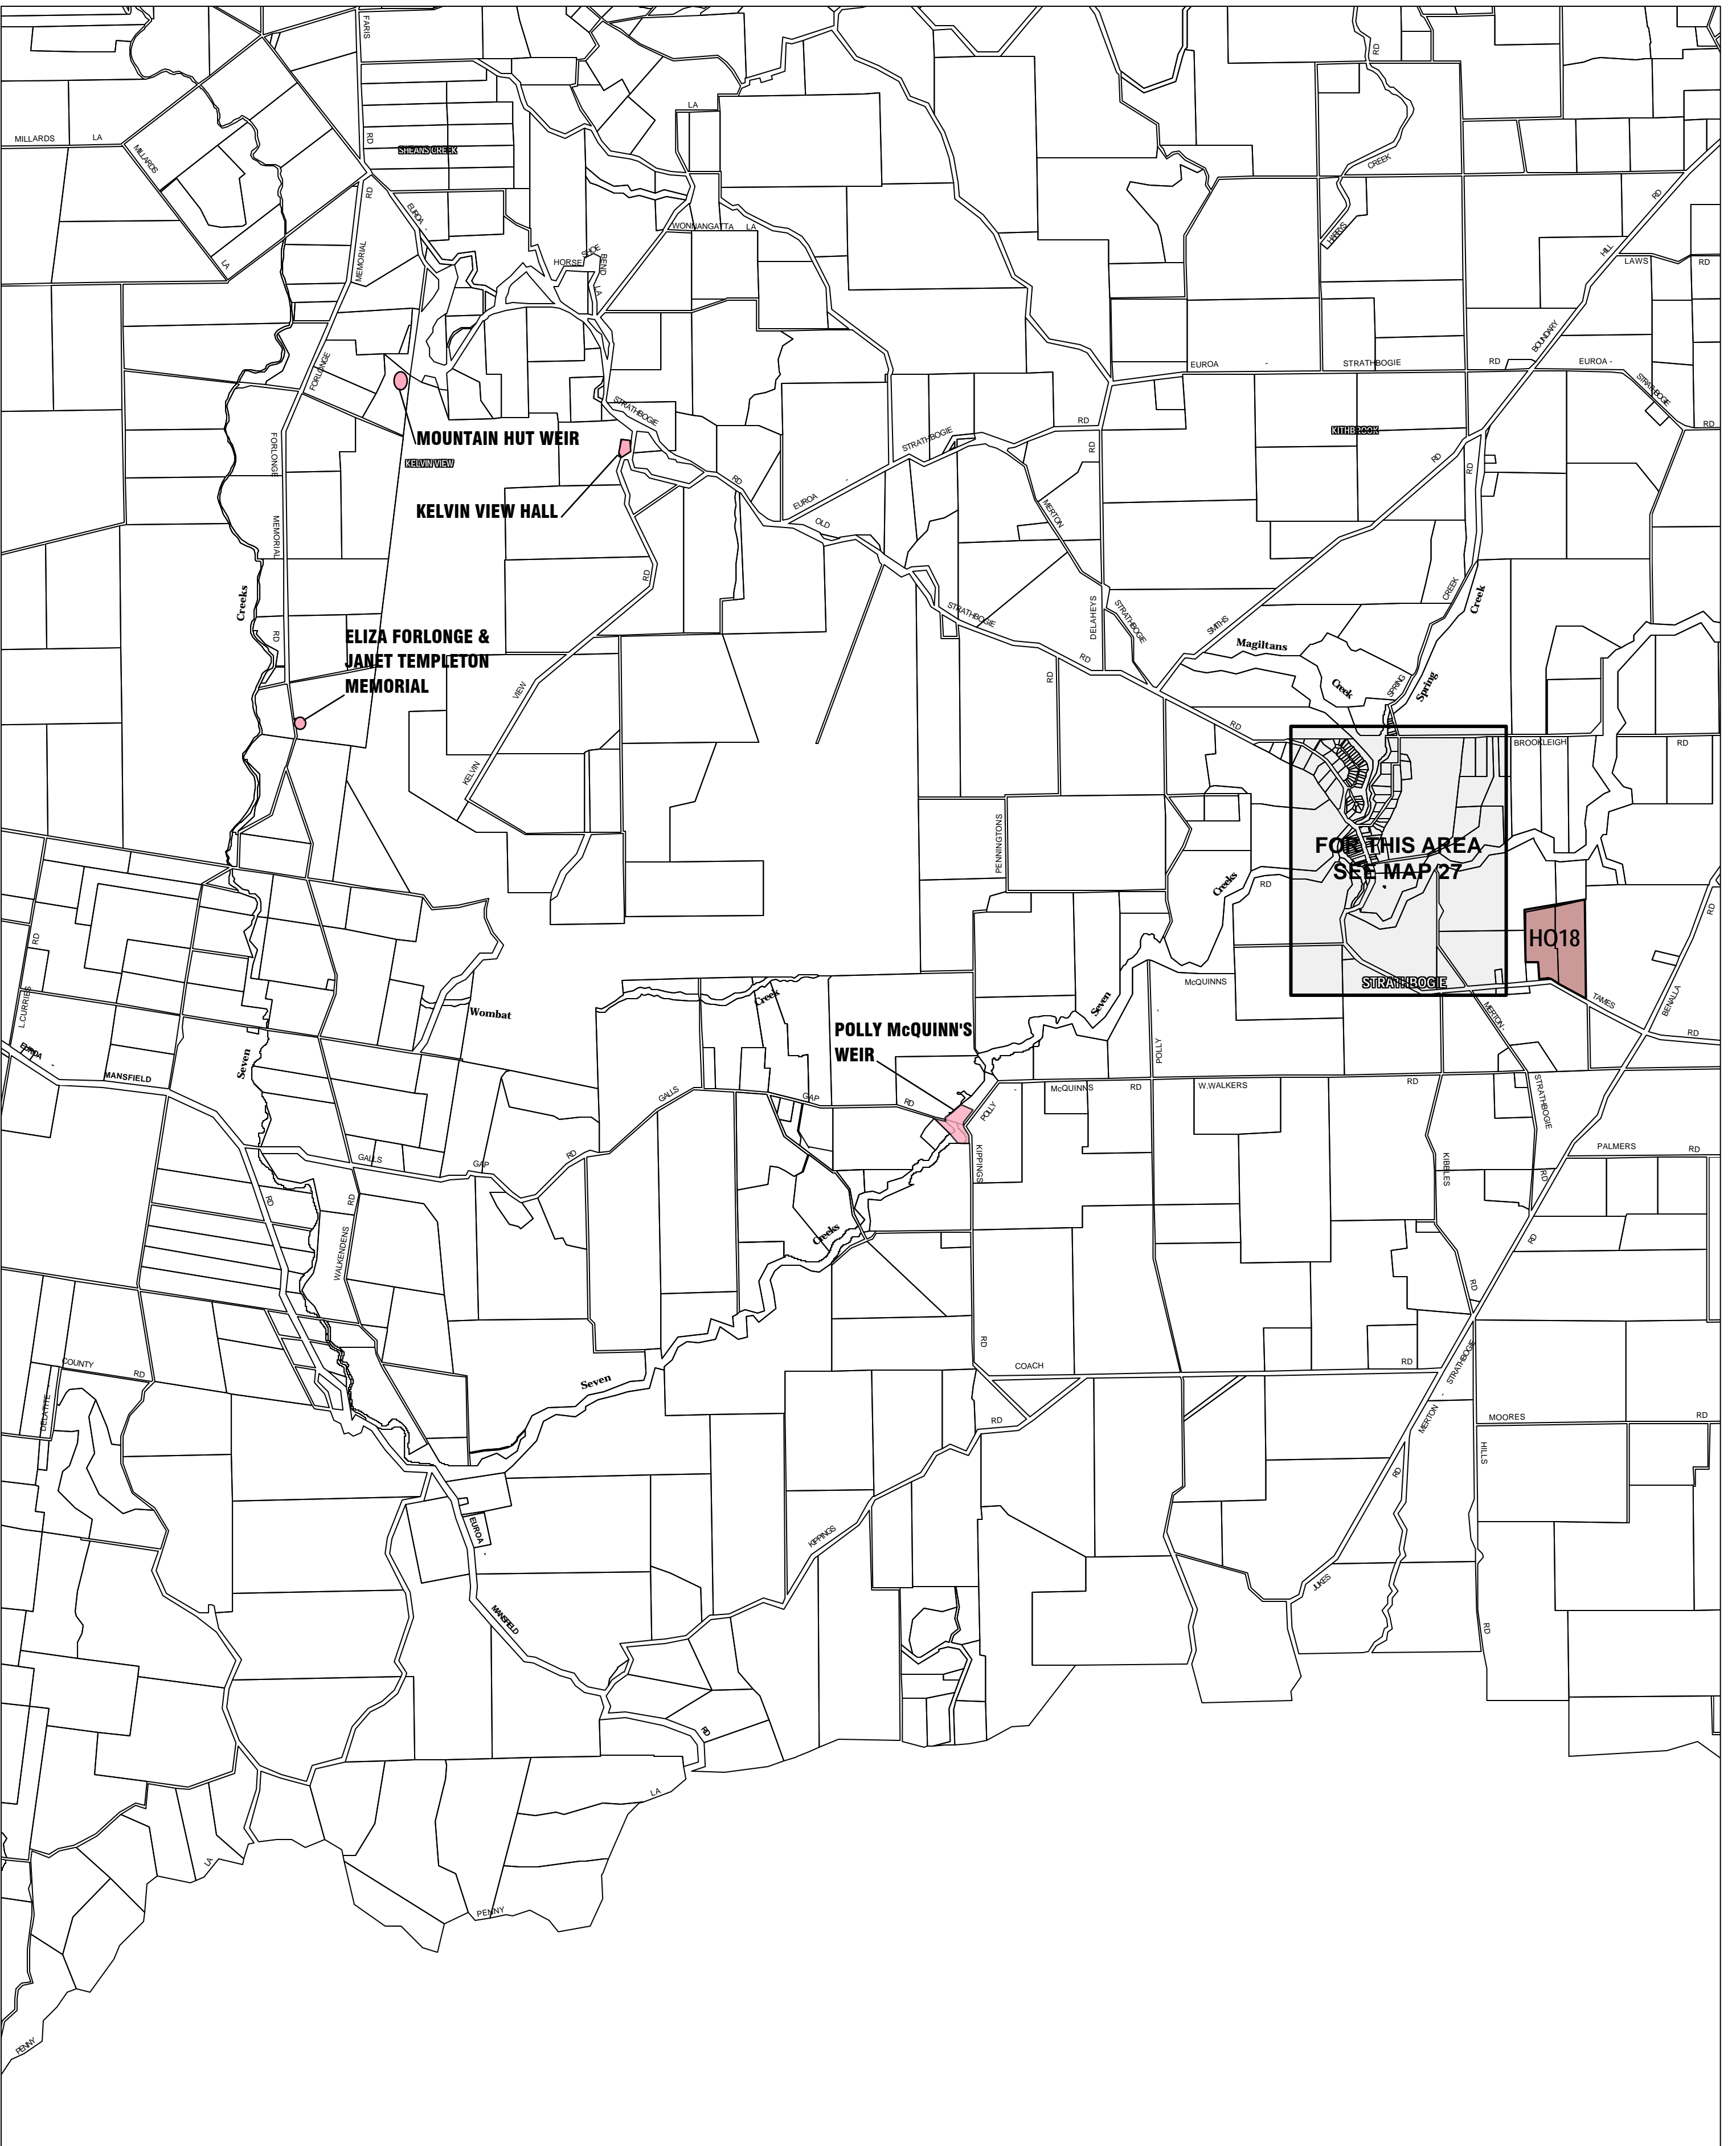 FARIS
RD
LA
MILLARDS LA
MILLARDS
LA
RD
SHEANS CREEK
CREEK
HARRYS
RD
MEMORIAL
EUROA -
WONNANGATTA LA
HORSE
SHOE
BEND
LA
RD
HILL
LAWS RD
BOUNDARY
FORLONGE
EUROA - STRATHBOGIE RD
EUROA -
STRATHBOGIE
RD
MOUNTAIN HUT WEIR
KELVIN VIEW
STRATHBOGIE
RD
STRATHBOGIE
RD
RD
KITHBROOK
RD
RD
FORLONGE
KELVIN VIEW HALL
EUROA -
OLD
MERTON
MEMORIAL
RD
Creeks
RD
STRATHBOGIE
RD
DELAHEYS
STRATHBOGIE
SMITHS
CREEK
Creek
ELIZA FORLONGE &
JANET TEMPLETON
MEMORIAL
Magiltans
Creek
SPRING
Spring
VIEW
KELVIN
RD
RD
BROOKLEIGH RD
PENNINGTONS
FOR THIS AREA
SEE MAP 27
Creeks
RD
HO18
RD
STRATHBOGIE
TAMES
BENALLA
RD
RD
L.CURRIES
Wombat
Creek
McQUINNS
Seven
MERTON-
EUROA -
MANSFIELD
Seven
POLLY McQUINN'S
WEIR
POLLY
-
GALLS
GAP
RD
POLLY
-
McQUINNS RD
W.WALKERS
RD
STRATHBOGIE
PALMERS RD
GALLS
GAP
RD
KIPPINGS
KIBELES
RD
RD
RD
WALKENDENS
Creeks
RD
RD
COUNTY
RD
DELATITE
Seven
RD
COACH
RD
STRATHBOGIE
-
MERTON
RD
MOORES RD
HILLS
RD
EUROA
-
KIPPINGS
JUKES
MANSFIELD
RD
RD
LA
LA
PENNY
PENNY